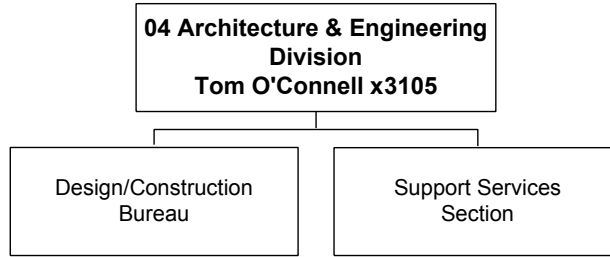 04 Architecture & Engineering
Division
Tom O'Connell x3105
Design/Construction
Bureau
Support Services
Section